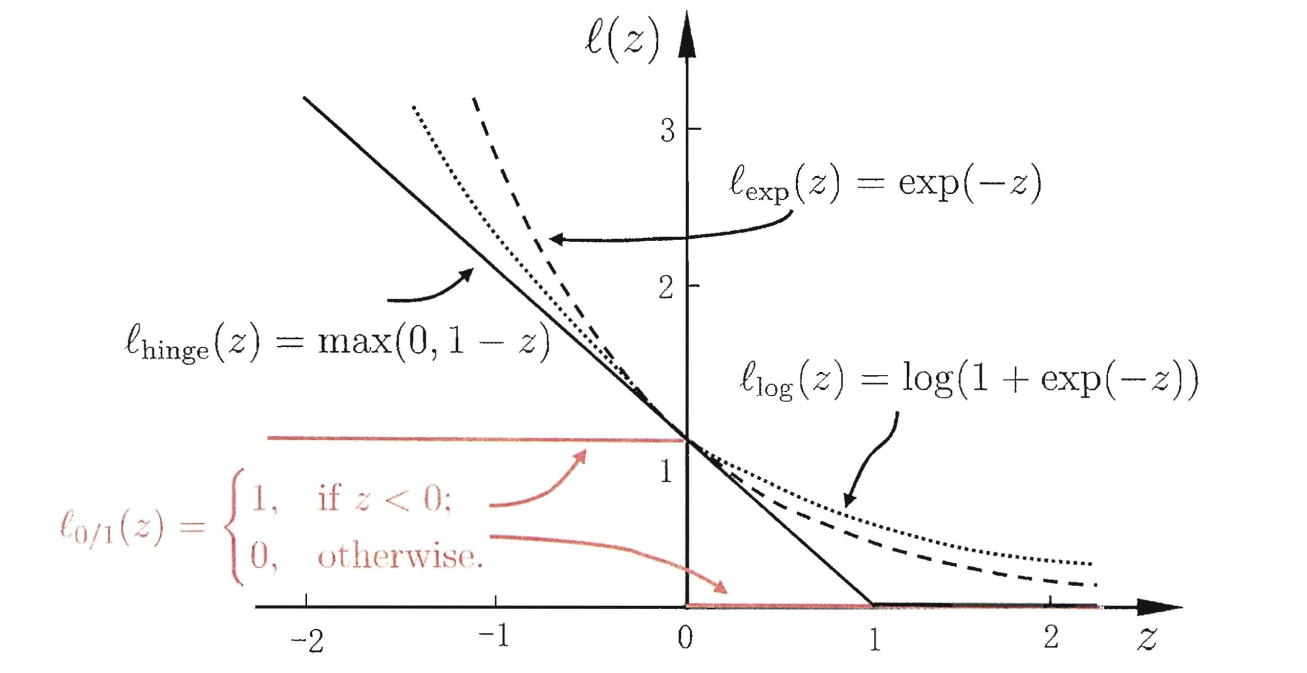 ℓ(z)
3
ℓ_exp(z) = exp(−z)
2
ℓ_hinge(z) = max(0, 1 − z)
ℓ_log(z) = log(1 + exp(−z))
1
ℓ_0/1(z) = { 1, if z < 0;
0, otherwise.
−2 −1 0 1 2 z